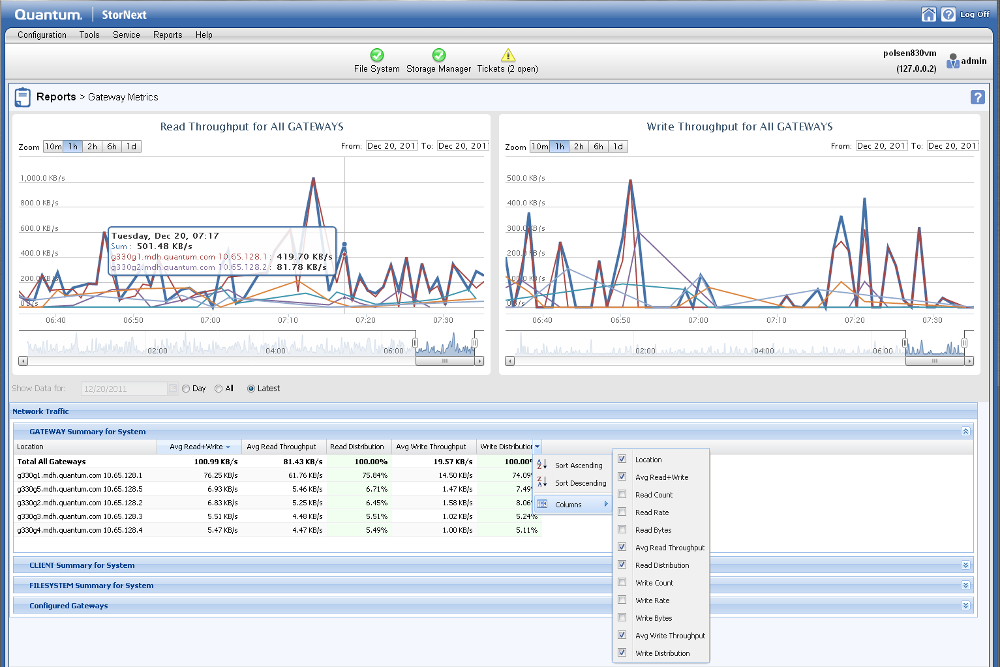 Quantum. StorNext Log Off
Configuration Tools Service Reports Help
File System Storage Manager Tickets (2 open)
polsen830vm
(127.0.0.2)
admin
Reports > Gateway Metrics
Read Throughput for All GATEWAYS
Zoom 10m 1h 2h 6h 1d From: Dec 20, 2011 To: Dec 20, 2011
1,000.0 KB/s
800.0 KB/s
600.0 KB/s
400.0 KB/s
200.0 KB/s
0 B/s
Tuesday, Dec 20, 07:17
Sum : 501.48 KB/s
g330g1.mdh.quantum.com 10.65.128.1 : 419.70 KB/s
g330g2.mdh.quantum.com 10.65.128.2 : 81.78 KB/s
06:40 06:50 07:00 07:10 07:20 07:30
02:00 04:00 06:00
Write Throughput for All GATEWAYS
Zoom 10m 1h 2h 6h 1d From: Dec 20, 2011 To: Dec 20, 2011
500.0 KB/s
400.0 KB/s
300.0 KB/s
200.0 KB/s
100.0 KB/s
0 B/s
06:40 06:50 07:00 07:10 07:20 07:30
02:00 04:00 06:00
Show Data for: 12/20/2011 Day All Latest
Network Traffic
GATEWAY Summary for System
Location Avg Read+Write Avg Read Throughput Read Distribution Avg Write Throughput Write Distribution
Total All Gateways 100.99 KB/s 81.43 KB/s 100.00% 19.57 KB/s 100.00%
g330g1.mdh.quantum.com 10.65.128.1 76.25 KB/s 61.76 KB/s 75.84% 14.50 KB/s 74.09%
g330g5.mdh.quantum.com 10.65.128.5 6.93 KB/s 5.46 KB/s 6.71% 1.47 KB/s 7.49%
g330g2.mdh.quantum.com 10.65.128.2 6.83 KB/s 5.25 KB/s 6.45% 1.58 KB/s 8.06%
g330g3.mdh.quantum.com 10.65.128.3 5.51 KB/s 4.48 KB/s 5.51% 1.02 KB/s 5.24%
g330g4.mdh.quantum.com 10.65.128.4 5.47 KB/s 4.47 KB/s 5.49% 1.00 KB/s 5.11%
Sort Ascending
Sort Descending
Columns
Location
Avg Read+Write
Read Count
Read Rate
Read Bytes
Avg Read Throughput
Read Distribution
Write Count
Write Rate
Write Bytes
Avg Write Throughput
Write Distribution
CLIENT Summary for System
FILESYSTEM Summary for System
Configured Gateways